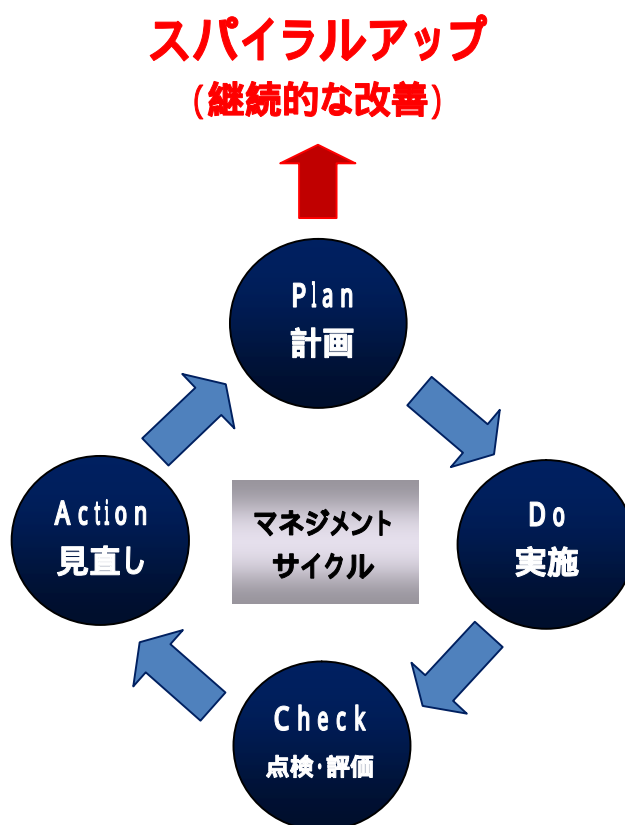 スパイラルアップ
(継続的な改善)
Plan
計画
Action
見直し
マネジメント
サイクル
Do
実施
Check
点検・評価